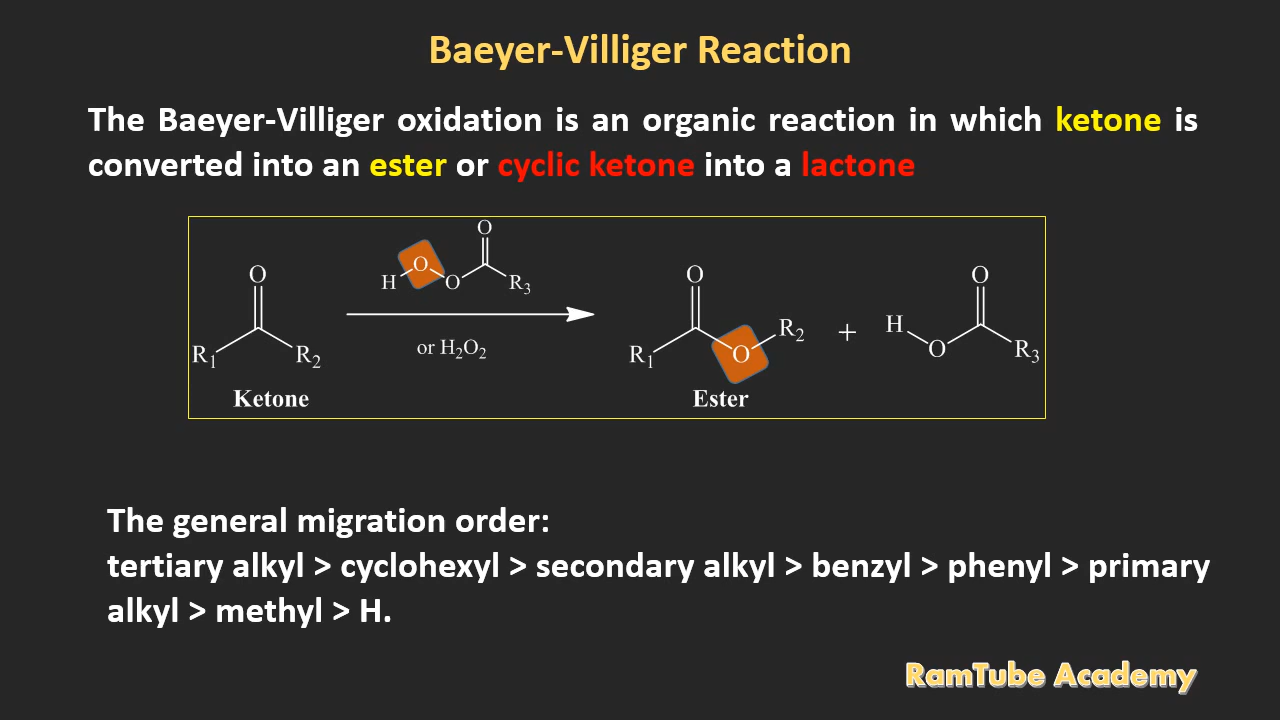 Baeyer-Villiger Reaction
The Baeyer-Villiger oxidation is an organic reaction in which ketone is
converted into an ester or cyclic ketone into a lactone
O
R1
R2
Ketone
H
O
O
O
R3
or H2O2
O
R1
O
R2
Ester
+
H
O
O
R3
The general migration order:
tertiary alkyl > cyclohexyl > secondary alkyl > benzyl > phenyl > primary
alkyl > methyl > H.
RamTube Academy